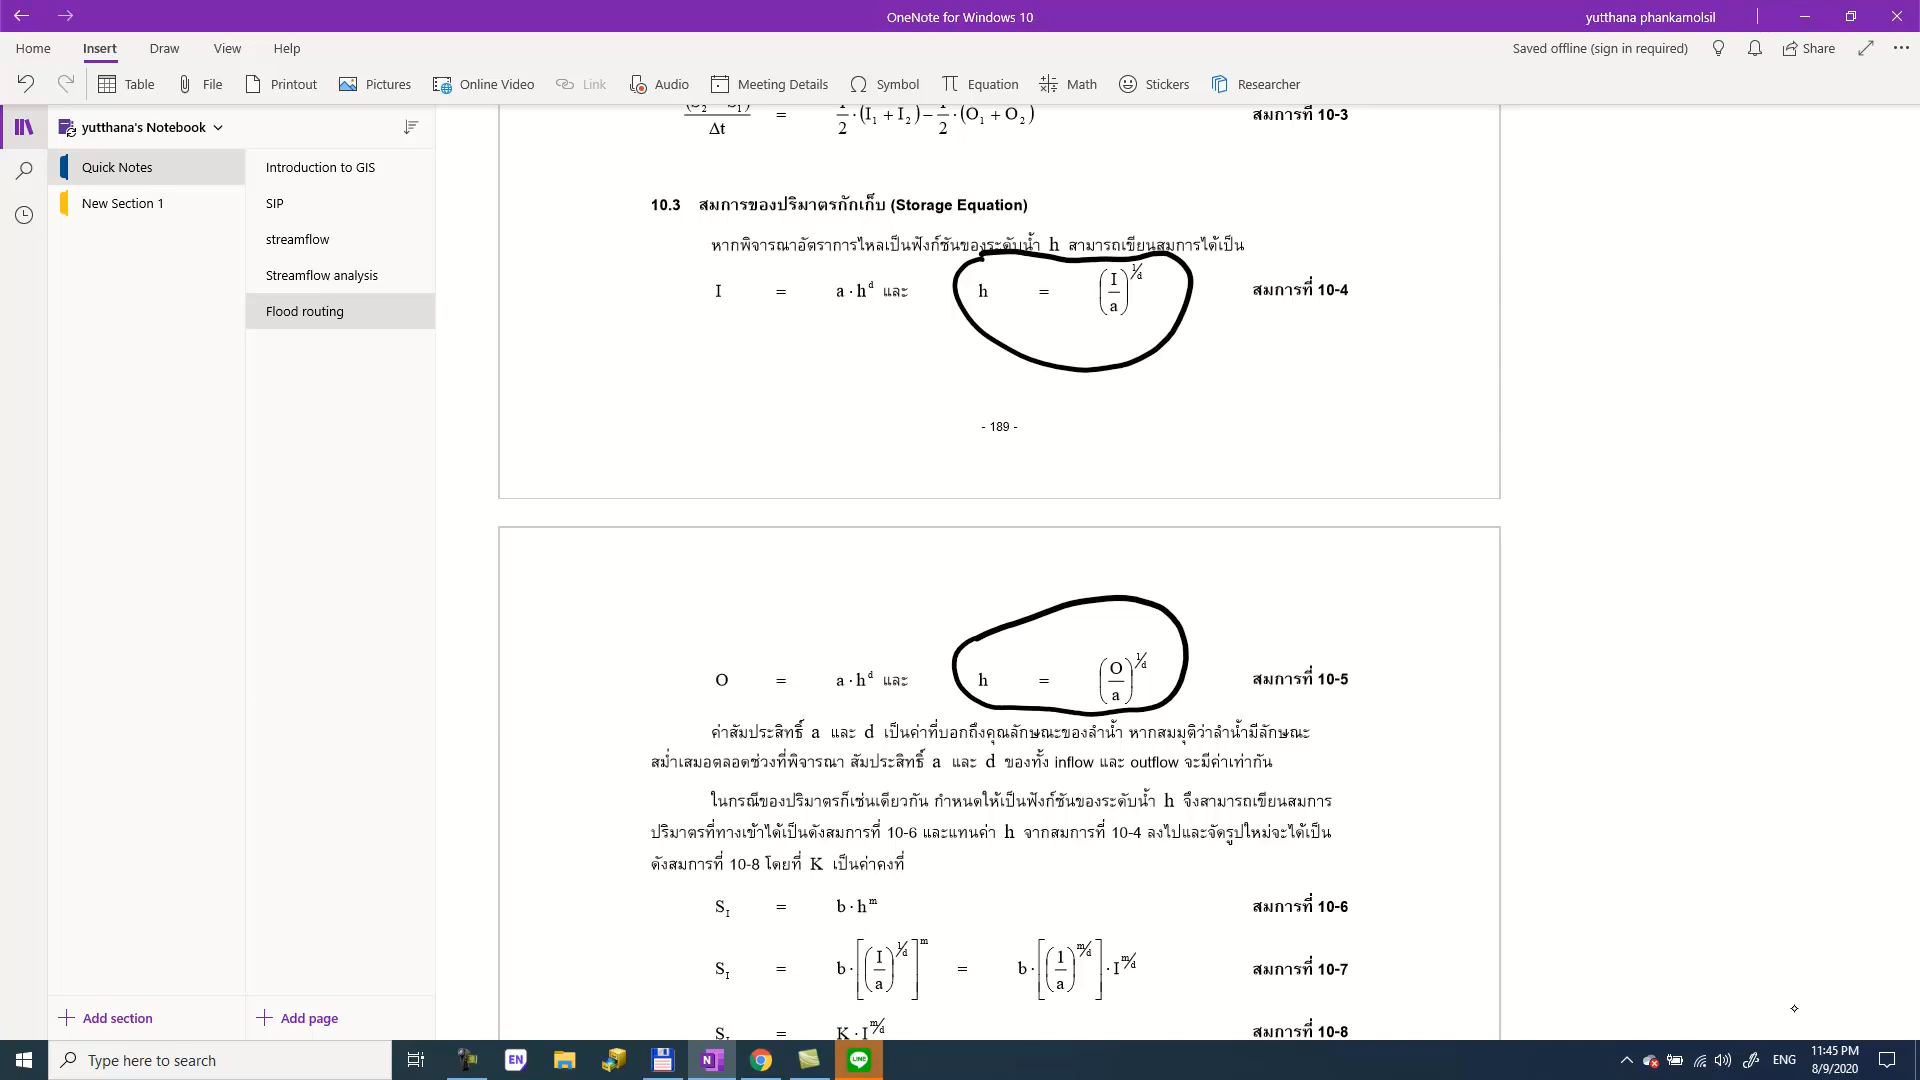 OneNote for Windows 10
yutthana phankamolsil
Home Insert Draw View Help
Saved offline (sign in required) Share
Table File Printout Pictures Online Video Link Audio Meeting Details Symbol Equation Math Stickers Researcher
yutthana's Notebook
Quick Notes
New Section 1
Introduction to GIS
SIP
streamflow
Streamflow analysis
Flood routing
Δt = 1/2 · (I₁ + I₂) − 1/2 · (O₁ + O₂) สมการที่ 10-3
10.3 สมการของปริมาตรกักเก็บ (Storage Equation)
หากพิจารณาอัตราการไหลเป็นฟังก์ชันของระดับน้ำ h สามารถเขียนสมการได้เป็น
I = a · h^d และ h = (I/a)^(1/d) สมการที่ 10-4
- 189 -
O = a · h^d และ h = (O/a)^(1/d) สมการที่ 10-5
ค่าสัมประสิทธิ์ a และ d เป็นค่าที่บอกถึงคุณลักษณะของลำน้ำ หากสมมุติว่าลำน้ำมีลักษณะ
สม่ำเสมอตลอดช่วงที่พิจารณา สัมประสิทธิ์ a และ d ของทั้ง inflow และ outflow จะมีค่าเท่ากัน
ในกรณีของปริมาตรก็เช่นเดียวกัน กำหนดให้เป็นฟังก์ชันของระดับน้ำ h จึงสามารถเขียนสมการ
ปริมาตรที่ทางเข้าได้เป็นดังสมการที่ 10-6 และแทนค่า h จากสมการที่ 10-4 ลงไปและจัดรูปใหม่จะได้เป็น
ดังสมการที่ 10-8 โดยที่ K เป็นค่าคงที่
S_I = b · h^m สมการที่ 10-6
S_I = b · [(I/a)^(1/d)]^m = b · [(1/a)^(m/d)] · I^(m/d) สมการที่ 10-7
S_I = K · I^(m/d) สมการที่ 10-8
Add section Add page
Type here to search
EN
LINE
ENG
11:45 PM
8/9/2020